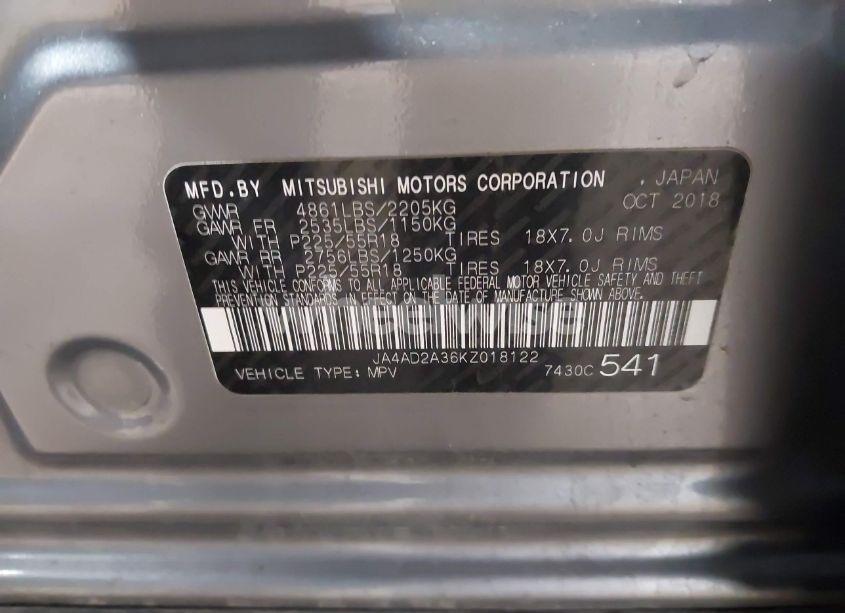 MFD.BY MITSUBISHI MOTORS CORPORATION , JAPAN
GVWR 4861LBS/2205KG OCT 2018
GAWR FR 2535LBS/1150KG
WITH P225/55R18 TIRES 18X7.0J RIMS
GAWR RR 2756LBS/1250KG
WITH P225/55R18 TIRES 18X7.0J RIMS
THIS VEHICLE CONFORMS TO ALL APPLICABLE FEDERAL MOTOR VEHICLE SAFETY AND THEFT
PREVENTION STANDARDS IN EFFECT ON THE DATE OF MANUFACTURE SHOWN ABOVE.
JA4AD2A36KZ018122
VEHICLE TYPE: MPV 7430C 541